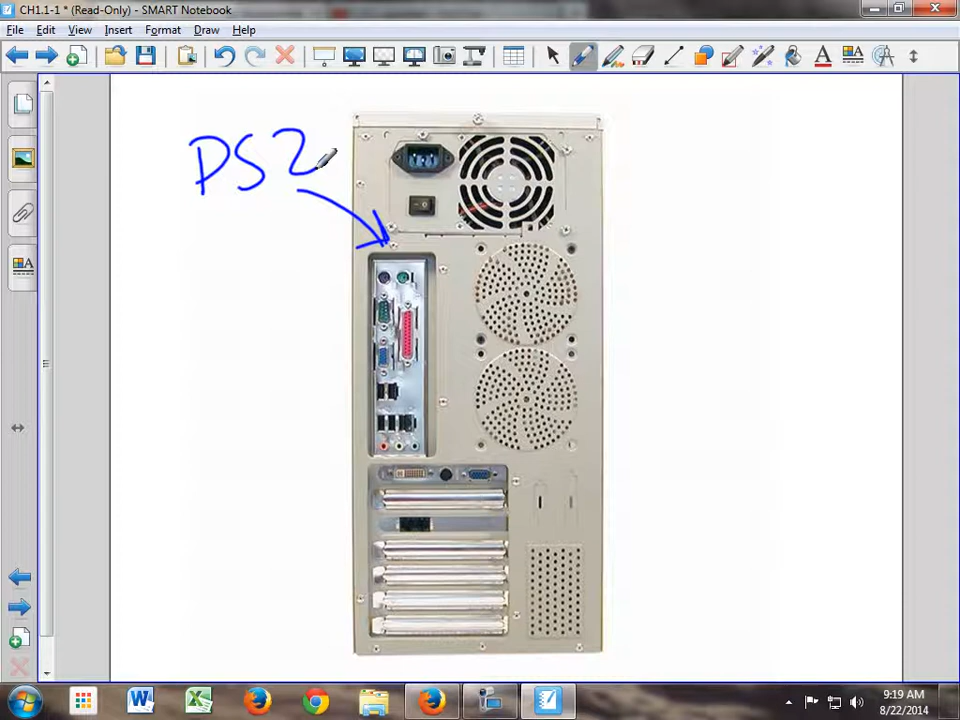 CH1.1-1 * (Read-Only) - SMART Notebook
File Edit View Insert Format Draw Help
PS2
9:19 AM
8/22/2014